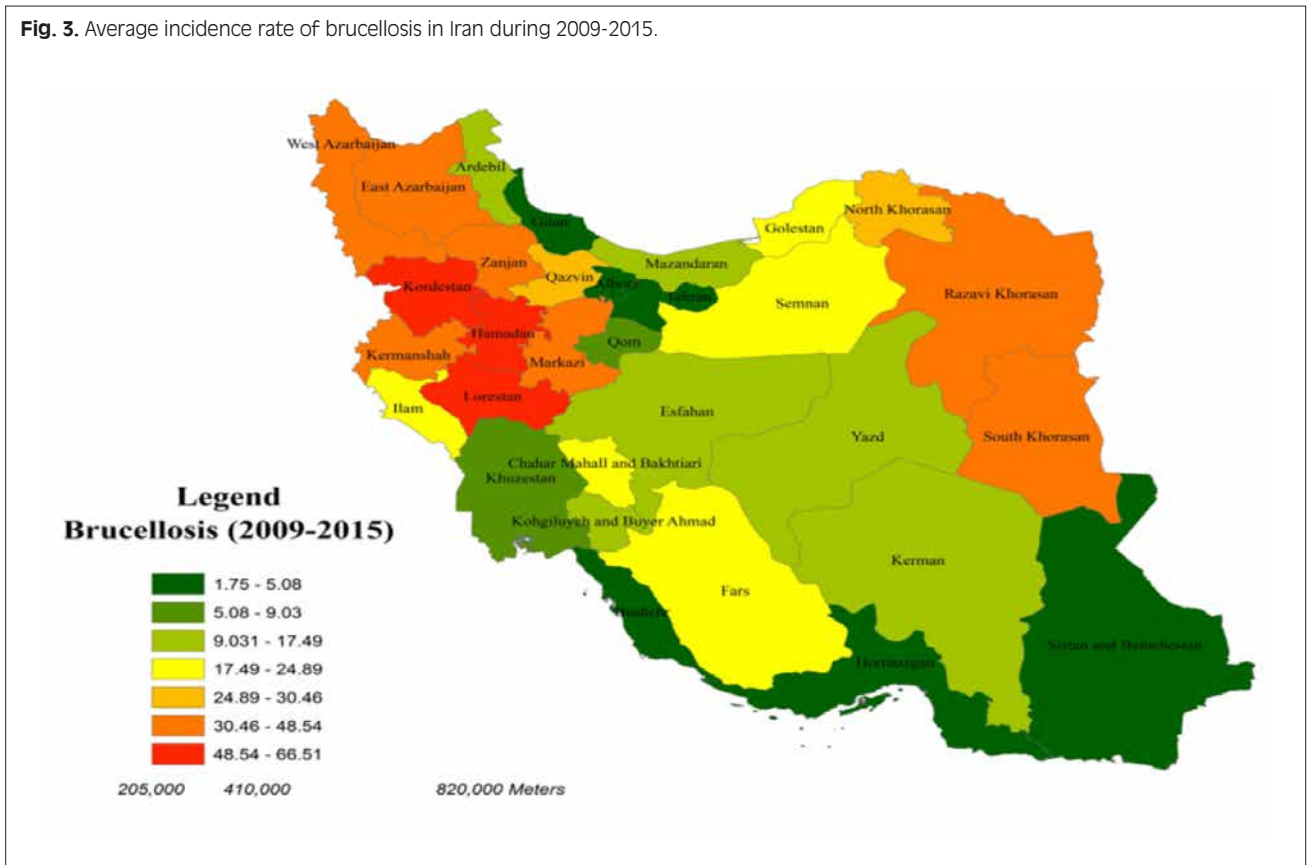 Fig. 3. Average incidence rate of brucellosis in Iran during 2009-2015.
West Azarbaijan
Ardebil
East Azarbaijan
North Khorasan
Golestan
Zanjan
Mazandaran
Qazvin
Kordestan
Tehran
Semnan
Razavi Khorasan
Hamadan
Qom
Kermanshah
Markazi
Lorestan
Ilam
Esfahan
Yazd
South Khorasan
Chahar Mahall and Bakhtiari
Khuzestan
Kohgiluyeh and Buyer Ahmad
Kerman
Fars
Bushehr
Sistan and Baluchestan
Hormozgan
Legend
Brucellosis (2009-2015)
1.75 - 5.08
5.08 - 9.03
9.031 - 17.49
17.49 - 24.89
24.89 - 30.46
30.46 - 48.54
48.54 - 66.51
205,000 410,000 820,000 Meters